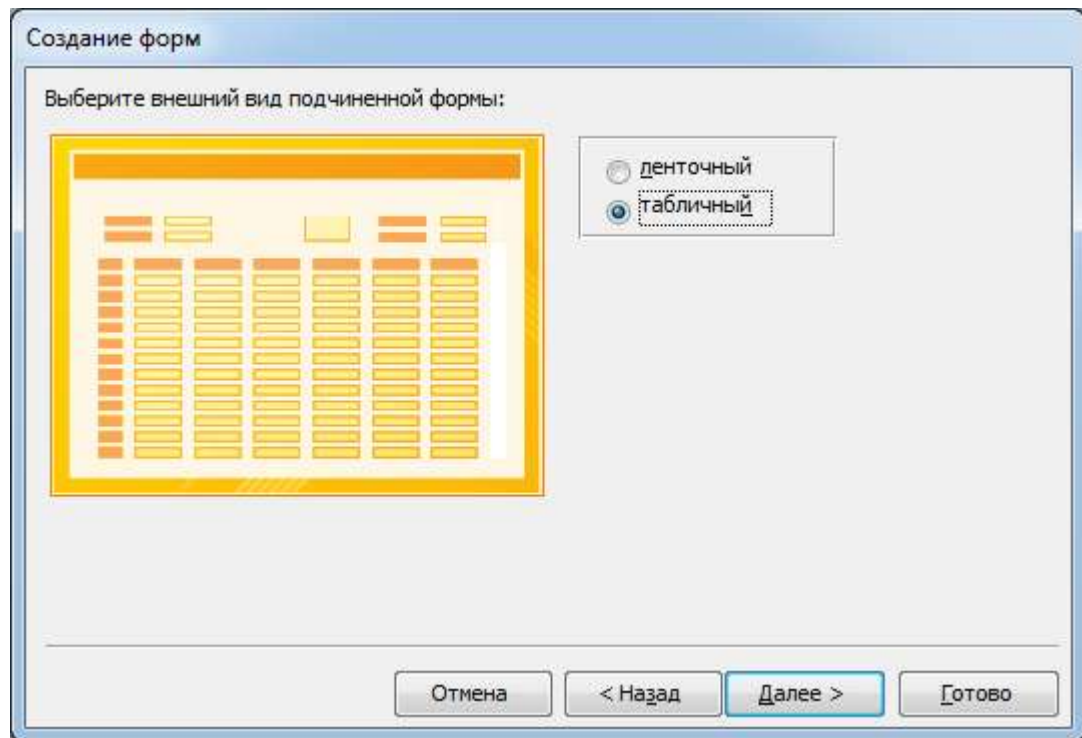 Создание форм
Выберите внешний вид подчиненной формы:
ленточный
табличный
Отмена
< Назад
Далее >
Готово